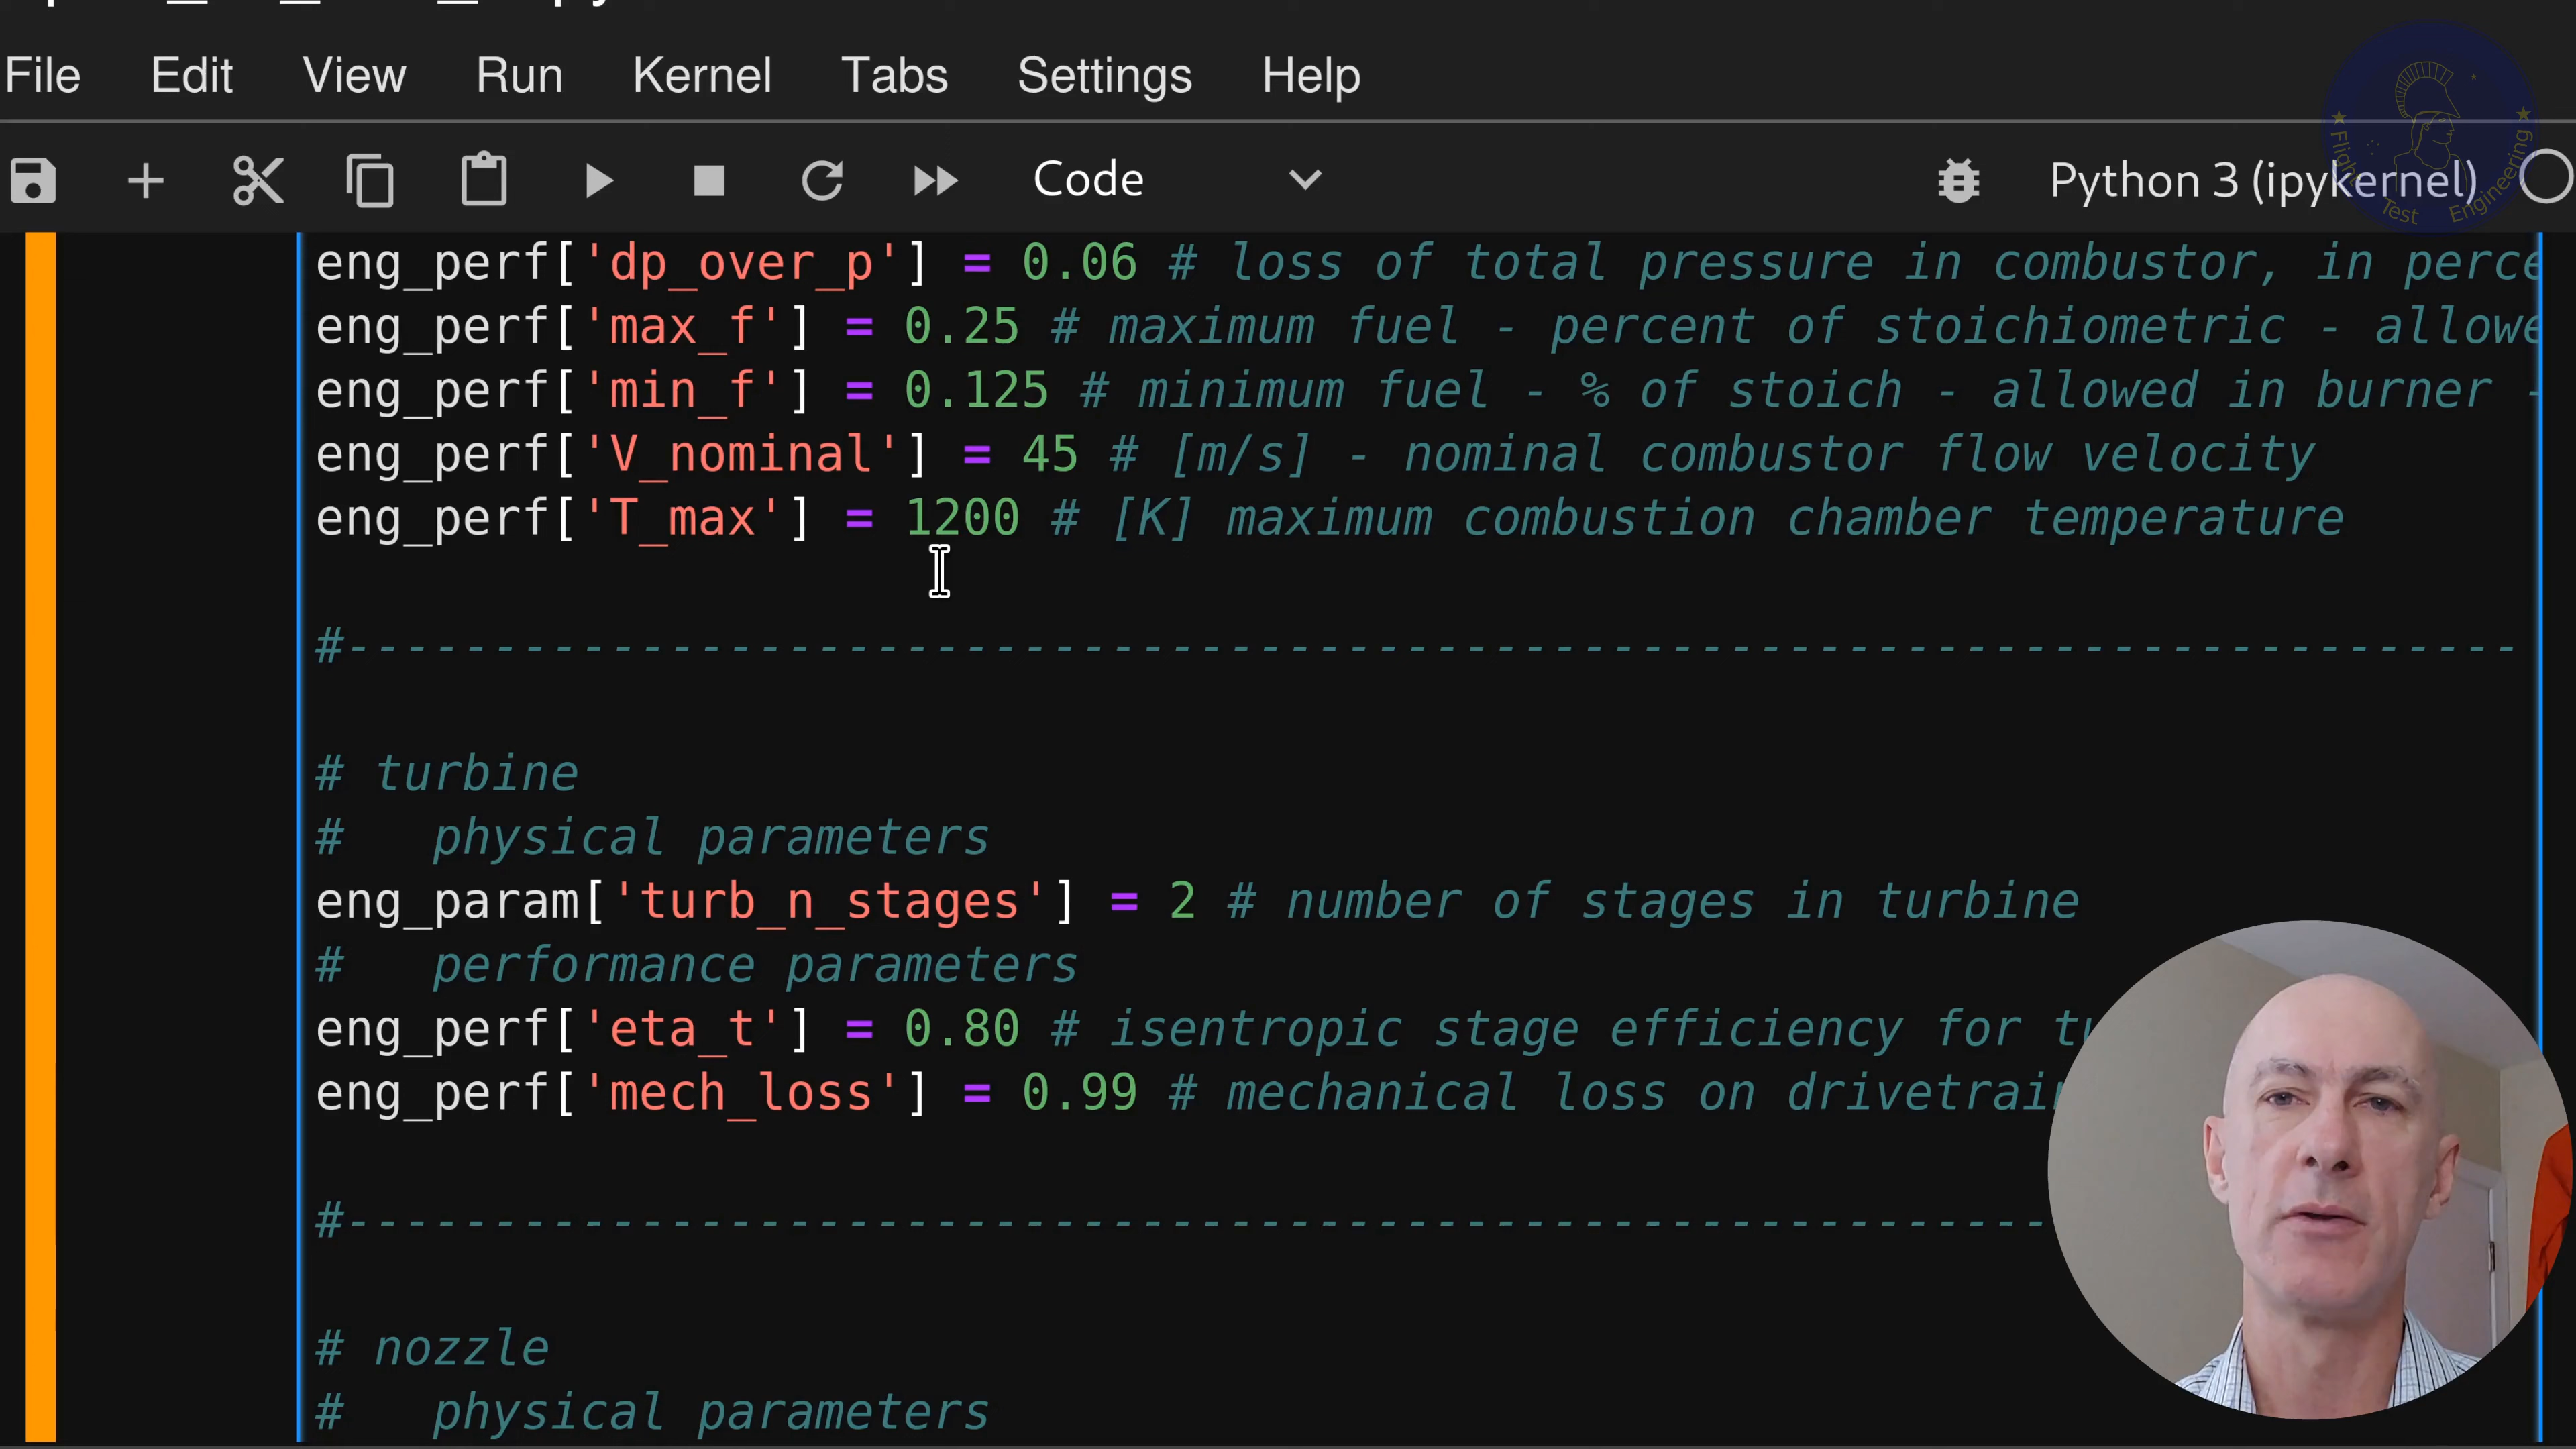 File Edit View Run Kernel Tabs Settings Help
Code Python 3 (ipykernel)
Flight Test Engineering
eng_perf['dp_over_p'] = 0.06 # loss of total pressure in combustor, in
eng_perf['max_f'] = 0.25 # maximum fuel - percent of stoichiometric -
eng_perf['min_f'] = 0.125 # minimum fuel - % of stoich - allowed in burner -
eng_perf['V_nominal'] = 45 # [m/s] - nominal combustor flow velocity
eng_perf['T_max'] = 1200 # [K] maximum combustion chamber temperature
#--------------------------------------------------------------------------
# turbine
#   physical parameters
eng_param['turb_n_stages'] = 2 # number of stages in turbine
#   performance parameters
eng_perf['eta_t'] = 0.80 # isentropic stage efficiency for
eng_perf['mech_loss'] = 0.99 # mechanical loss on
#----------------------------------------------------------
# nozzle
#   physical parameters